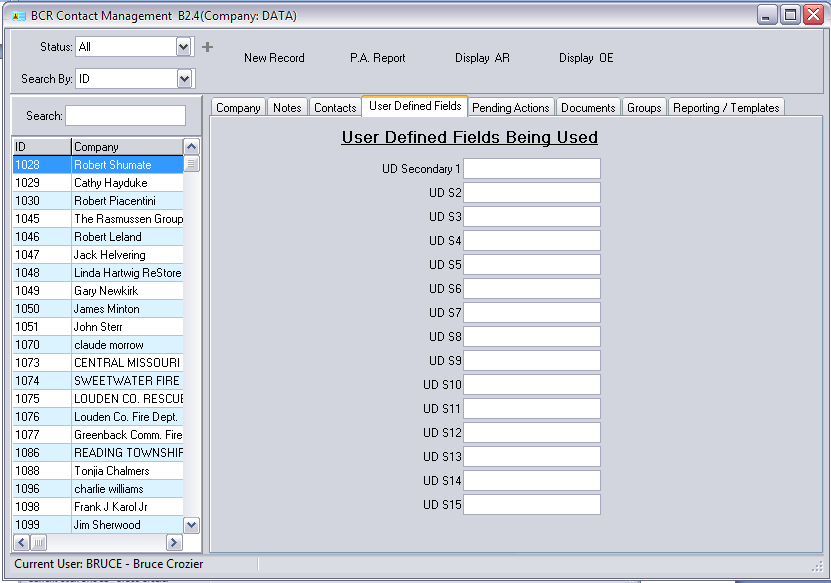 BCR Contact Management B2.4(Company: DATA)
Status: All
New Record P.A. Report Display AR Display OE
Search By: ID
Search:
Company Notes Contacts User Defined Fields Pending Actions Documents Groups Reporting / Templates
ID Company
1028 Robert Shumate
1029 Cathy Hayduke
1030 Robert Piacentini
1045 The Rasmussen Group
1046 Robert Leland
1047 Jack Helvering
1048 Linda Hartwig ReStore
1049 Gary Newkirk
1050 James Minton
1051 John Sterr
1070 claude morrow
1073 CENTRAL MISSOURI
1074 SWEETWATER FIRE
1075 LOUDEN CO. RESCUE
1076 Louden Co. Fire Dept.
1077 Greenback Comm. Fire
1086 READING TOWNSHIP
1088 Tonjia Chalmers
1096 charlie williams
1098 Frank J Karol Jr
1099 Jim Sherwood
User Defined Fields Being Used
UD Secondary 1
UD S2
UD S3
UD S4
UD S5
UD S6
UD S7
UD S8
UD S9
UD S10
UD S11
UD S12
UD S13
UD S14
UD S15
Current User: BRUCE - Bruce Crozier